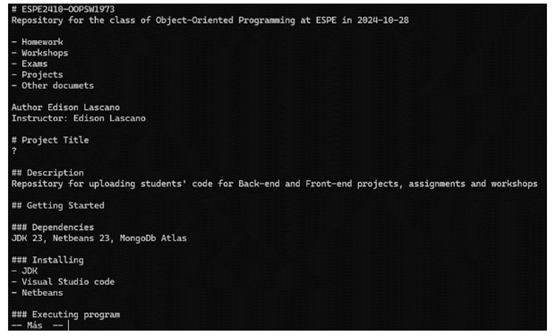 # ESPE2410-OOPSW1973
Repository for the class of Object-Oriented Programming at ESPE in 2024-10-28
- Homework
- Workshops
- Exams
- Projects
- Other documets
Author Edison Lascano
Instructor: Edison Lascano
# Project Title
?
## Description
Repository for uploading students' code for Back-end and Front-end projects, assignments and workshops
## Getting Started
### Dependencies
JDK 23, Netbeans 23, MongoDb Atlas
### Installing
- JDK
- Visual Studio code
- Netbeans
### Executing program
-- Más --